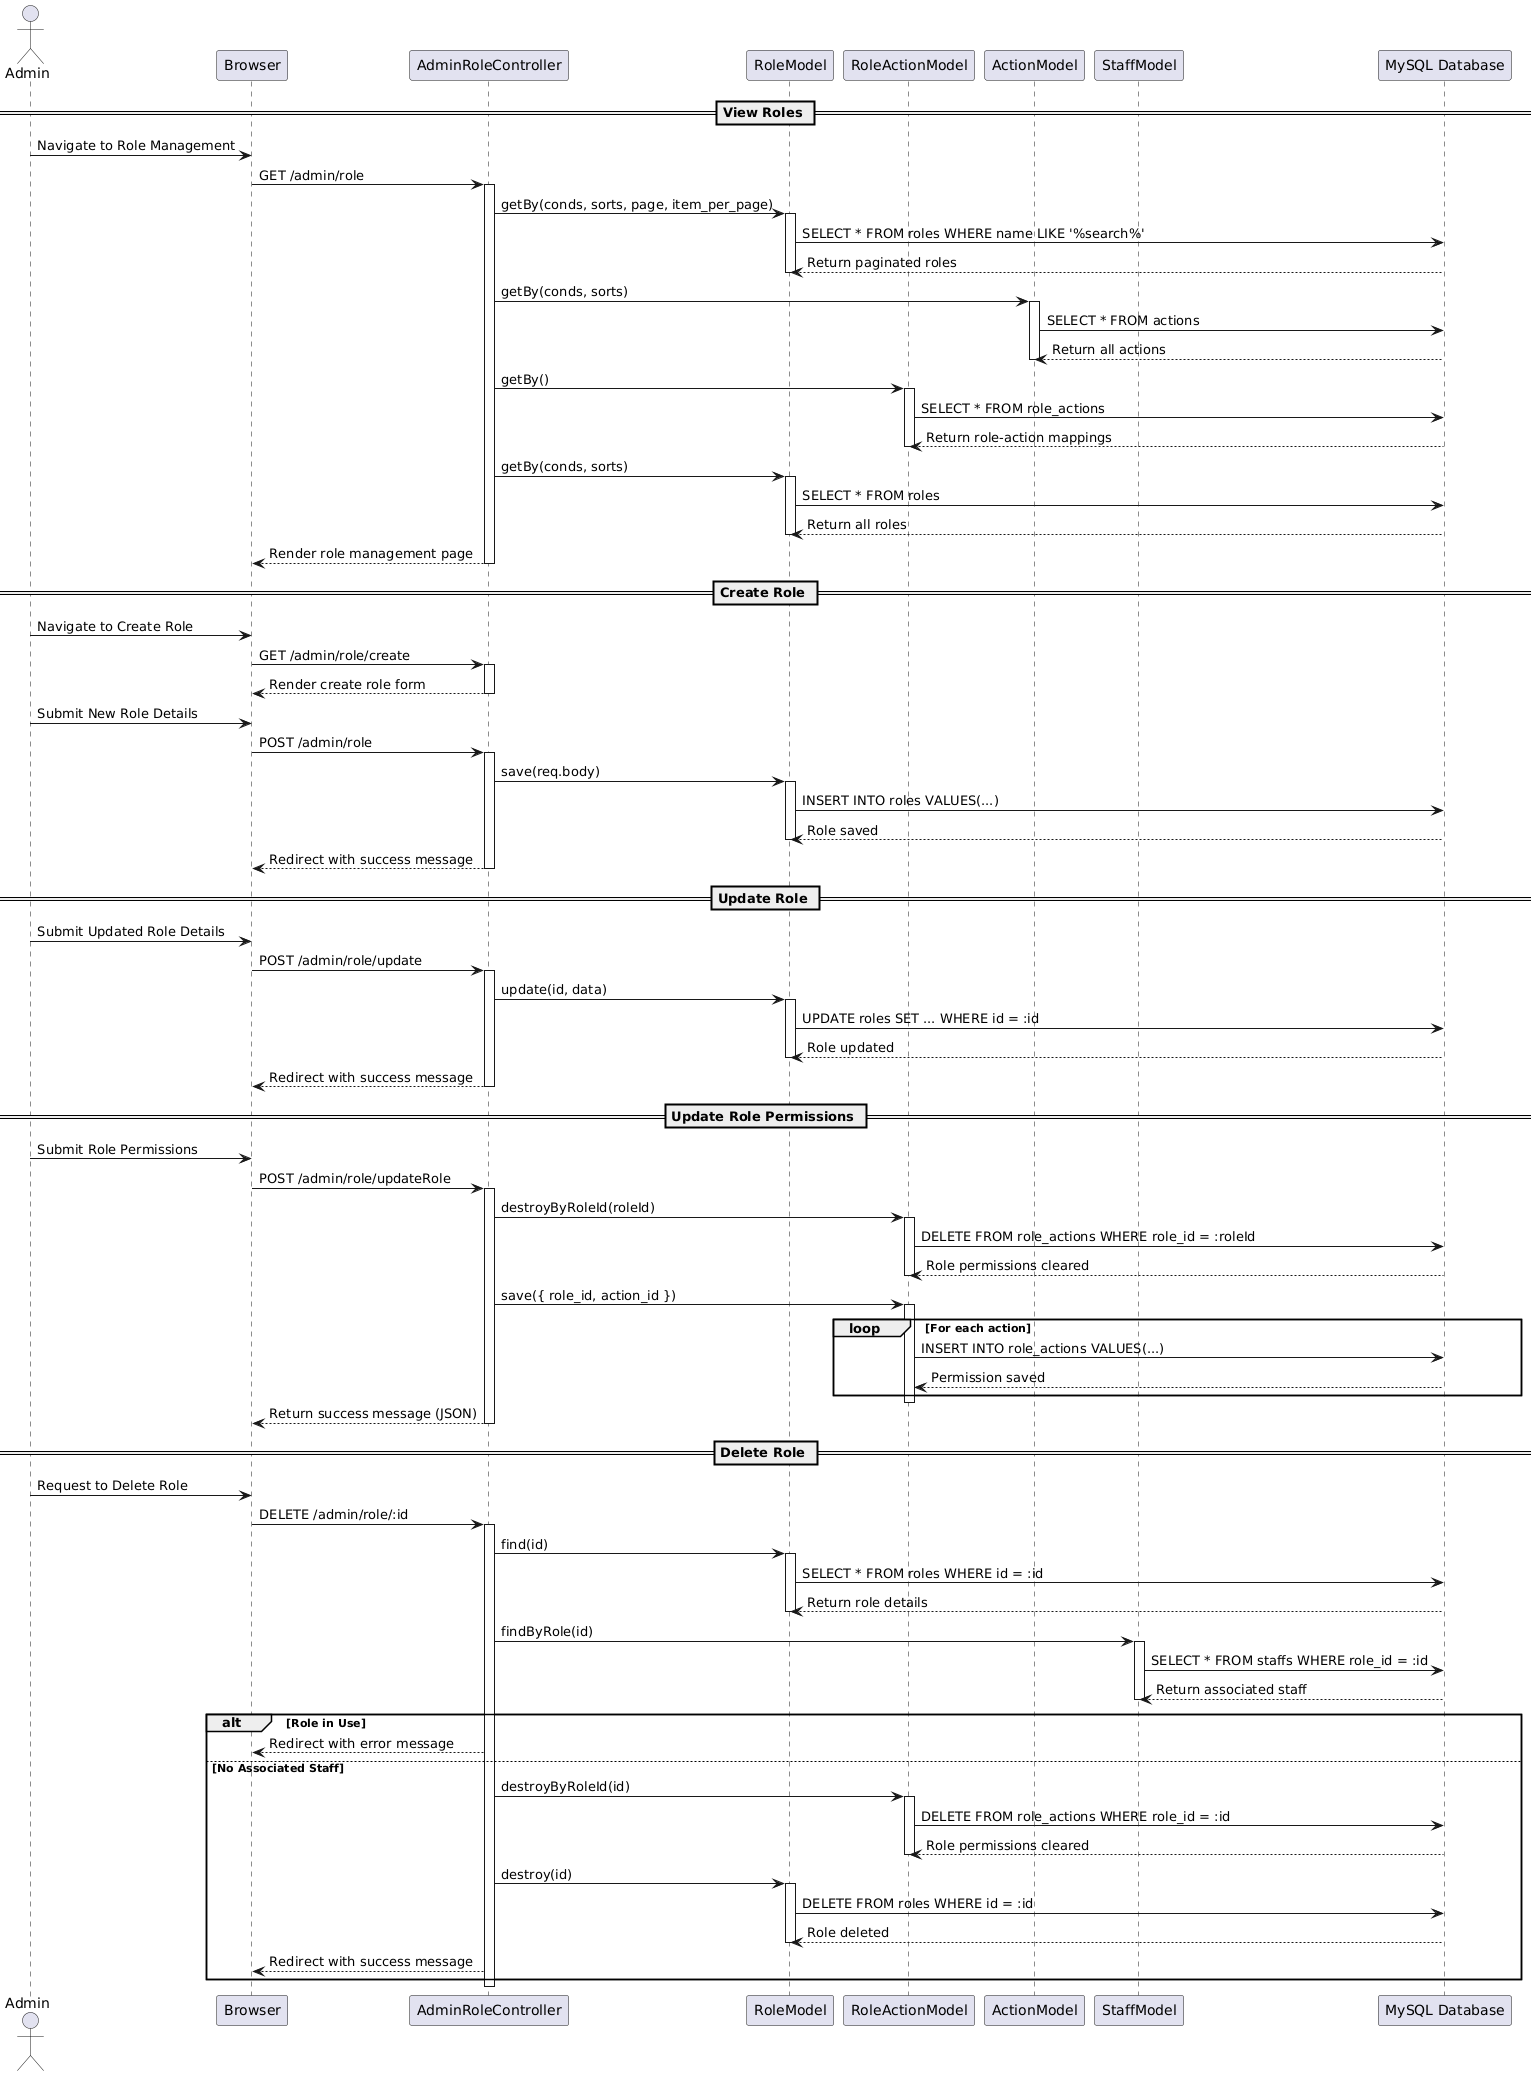 Admin
Browser
AdminRoleController
RoleModel
RoleActionModel
ActionModel
StaffModel
MySQL Database
View Roles
Navigate to Role Management
GET /admin/role
getBy(conds, sorts, page, item_per_page)
SELECT * FROM roles WHERE name LIKE '%search%'
Return paginated roles
getBy(conds, sorts)
SELECT * FROM actions
Return all actions
getBy()
SELECT * FROM role_actions
Return role-action mappings
getBy(conds, sorts)
SELECT * FROM roles
Return all roles
Render role management page
Create Role
Navigate to Create Role
GET /admin/role/create
Render create role form
Submit New Role Details
POST /admin/role
save(req.body)
INSERT INTO roles VALUES(...)
Role saved
Redirect with success message
Update Role
Submit Updated Role Details
POST /admin/role/update
update(id, data)
UPDATE roles SET ... WHERE id = :id
Role updated
Redirect with success message
Update Role Permissions
Submit Role Permissions
POST /admin/role/updateRole
destroyByRoleId(roleId)
DELETE FROM role_actions WHERE role_id = :roleId
Role permissions cleared
save({ role_id, action_id })
loop [For each action]
INSERT INTO role_actions VALUES(...)
Permission saved
Return success message (JSON)
Delete Role
Request to Delete Role
DELETE /admin/role/:id
find(id)
SELECT * FROM roles WHERE id = :id
Return role details
findByRole(id)
SELECT * FROM staffs WHERE role_id = :id
Return associated staff
alt [Role in Use]
Redirect with error message
[No Associated Staff]
destroyByRoleId(id)
DELETE FROM role_actions WHERE role_id = :id
Role permissions cleared
destroy(id)
DELETE FROM roles WHERE id = :id
Role deleted
Redirect with success message
Admin
Browser
AdminRoleController
RoleModel
RoleActionModel
ActionModel
StaffModel
MySQL Database